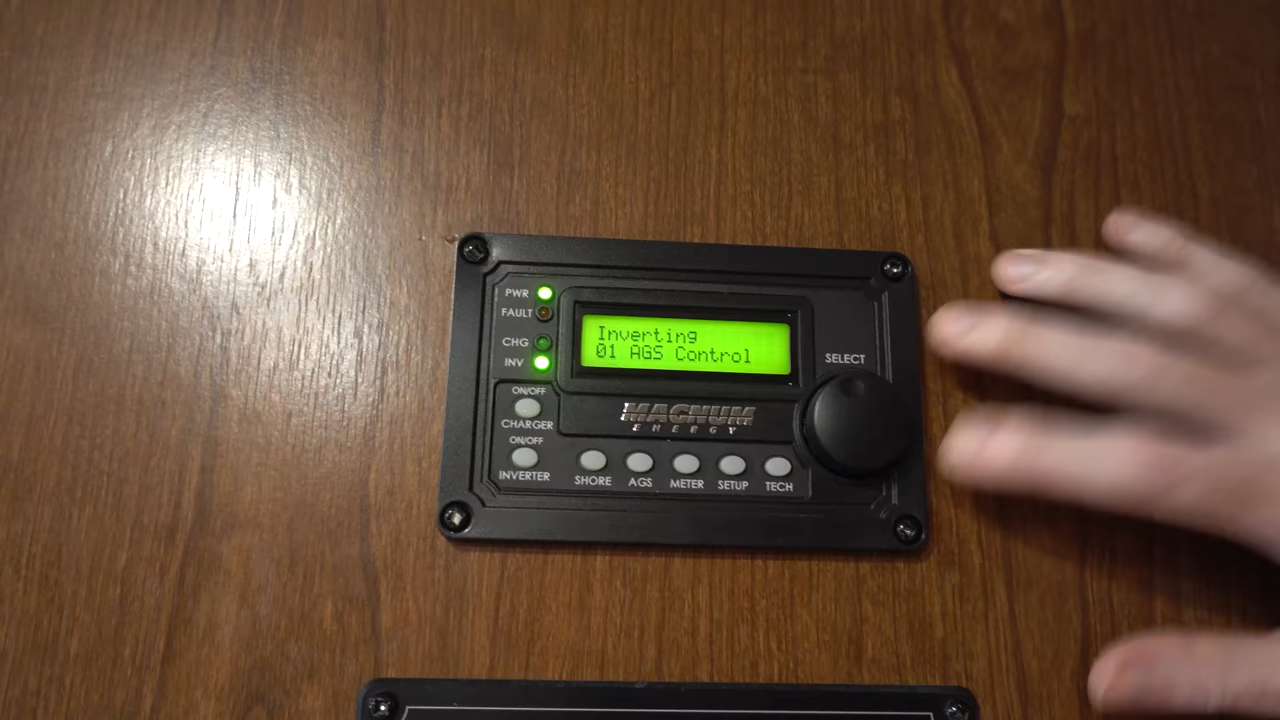 PWR
FAULT
CHG
INV
Inverting
01 AGS Control
SELECT
ON/OFF
CHARGER
ON/OFF
INVERTER
MAGNUM
ENERGY
SHORE
AGS
METER
SETUP
TECH